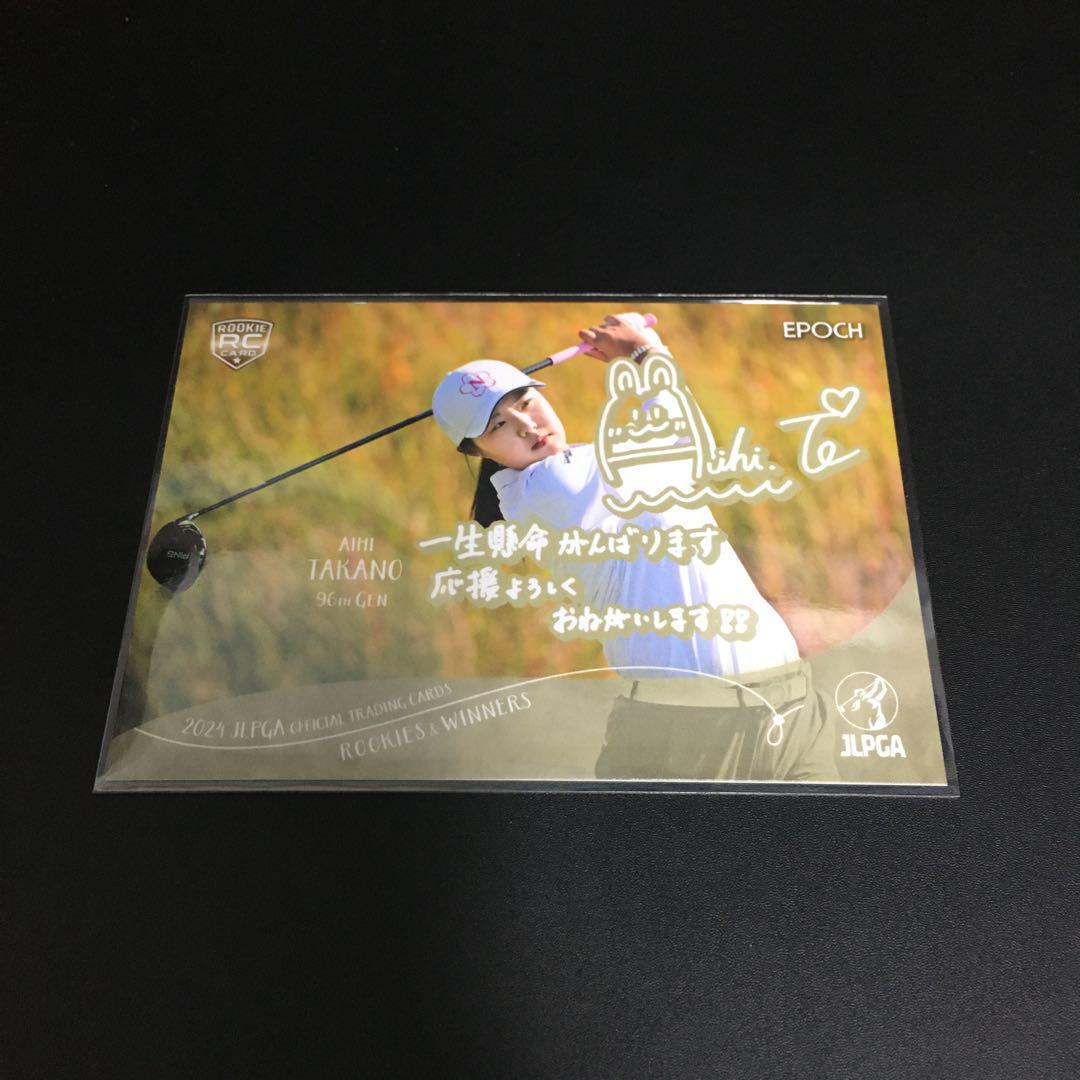 ROOKIE
RC
CARD
EPOCH
N
Aihi.
PING
AIHI
TAKANO
96TH GEN
一生懸命がんばります
応援よろしく
おねがいします!!
2024 JLPGA OFFICIAL TRADING CARDS
ROOKIES & WINNERS
JLPGA